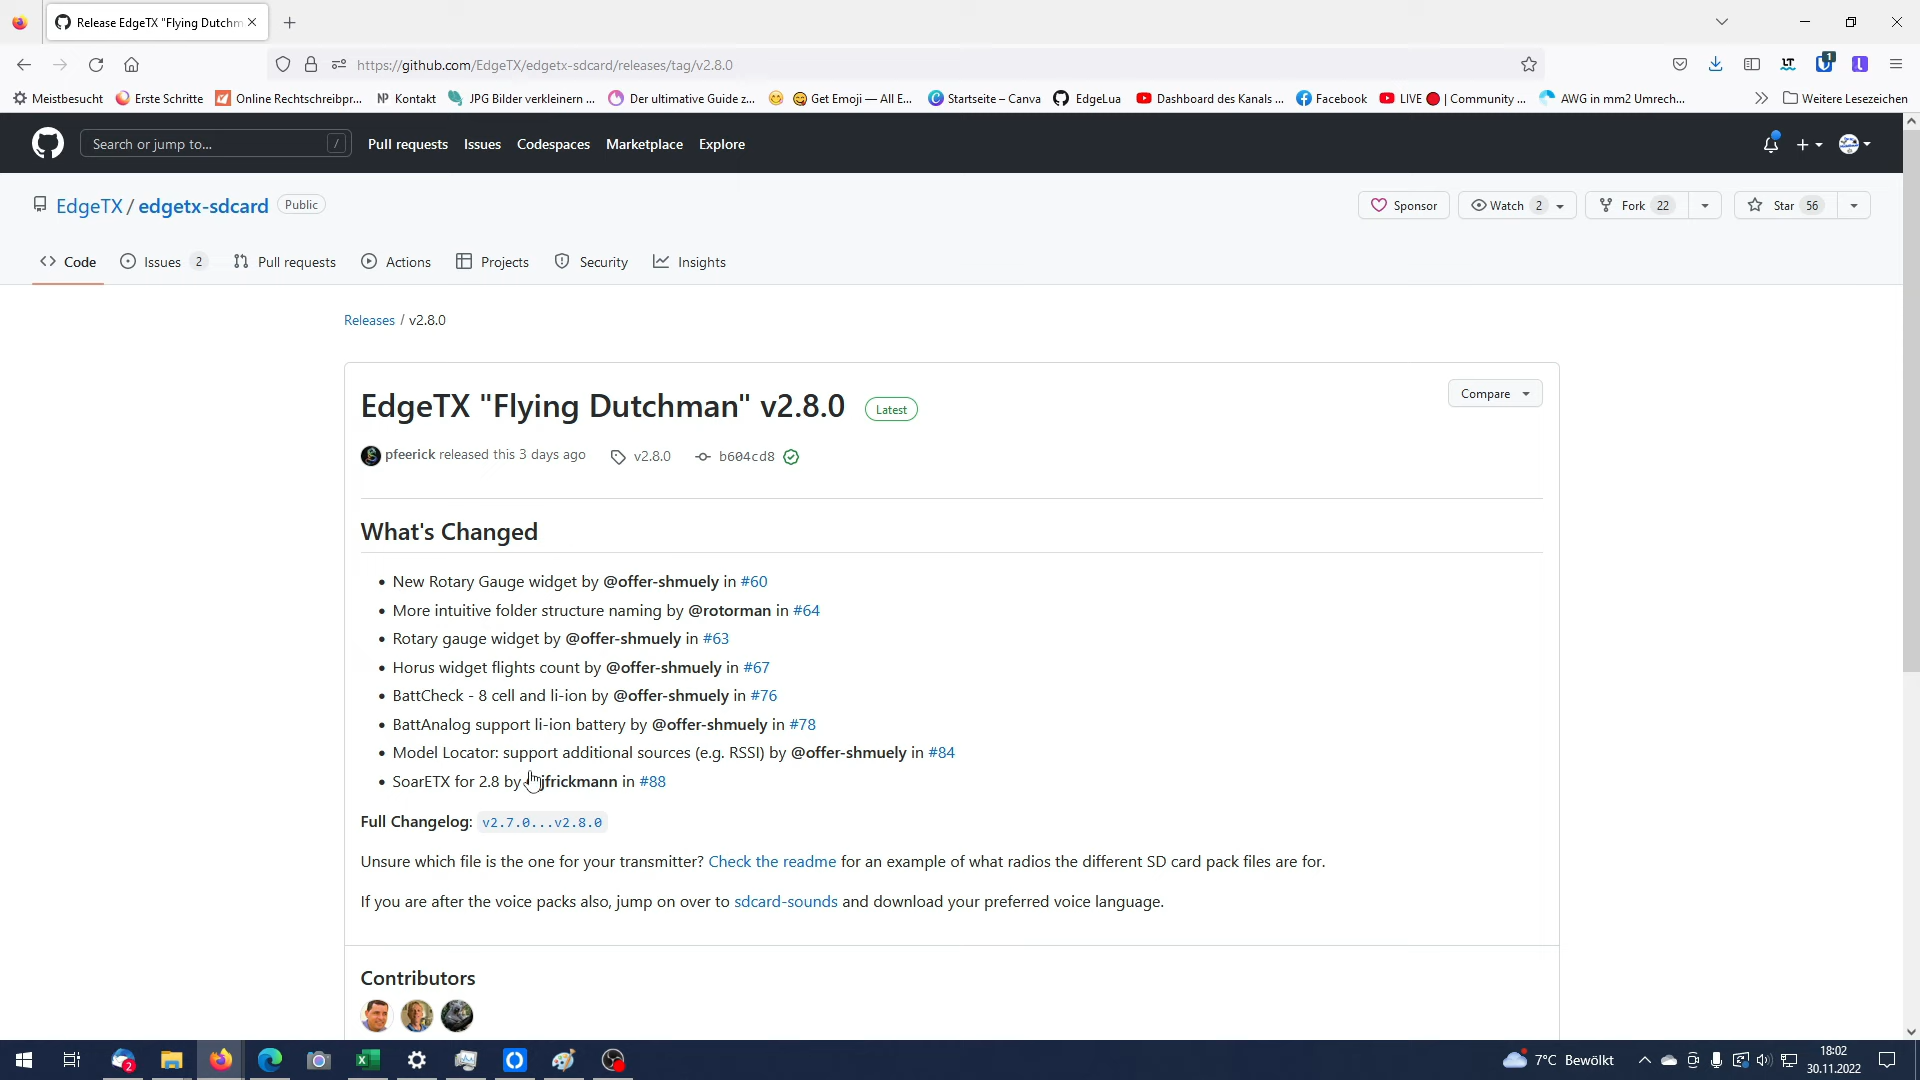 Release EdgeTX "Flying Dutchm
https://github.com/EdgeTX/edgetx-sdcard/releases/tag/v2.8.0
1
Meistbesucht Erste Schritte Online Rechtschreibpr... Kontakt JPG Bilder verkleinern ... Der ultimative Guide z... Get Emoji — All E... Startseite – Canva EdgeLua Dashboard des Kanals ... Facebook LIVE | Community ... AWG in mm2 Umrech... Weitere Lesezeichen
Search or jump to... / Pull requests Issues Codespaces Marketplace Explore
EdgeTX / edgetx-sdcard Public Sponsor Watch 2 Fork 22 Star 56
Code Issues 2 Pull requests Actions Projects Security Insights
Releases / v2.8.0
EdgeTX "Flying Dutchman" v2.8.0 Latest Compare
pfeerick released this 3 days ago v2.8.0 b604cd8
What's Changed
• New Rotary Gauge widget by @offer-shmuely in #60
• More intuitive folder structure naming by @rotorman in #64
• Rotary gauge widget by @offer-shmuely in #63
• Horus widget flights count by @offer-shmuely in #67
• BattCheck - 8 cell and li-ion by @offer-shmuely in #76
• BattAnalog support li-ion battery by @offer-shmuely in #78
• Model Locator: support additional sources (e.g. RSSI) by @offer-shmuely in #84
• SoarETX for 2.8 by jfrickmann in #88
Full Changelog: v2.7.0...v2.8.0
Unsure which file is the one for your transmitter? Check the readme for an example of what radios the different SD card pack files are for.
If you are after the voice packs also, jump on over to sdcard-sounds and download your preferred voice language.
Contributors
2 7°C Bewölkt 18:02
30.11.2022